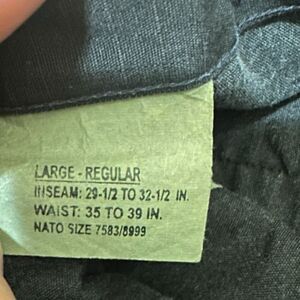 LARGE - REGULAR
INSEAM: 29-1/2 TO 32-1/2 IN.
WAIST: 35 TO 39 IN.
NATO SIZE 7583/8999